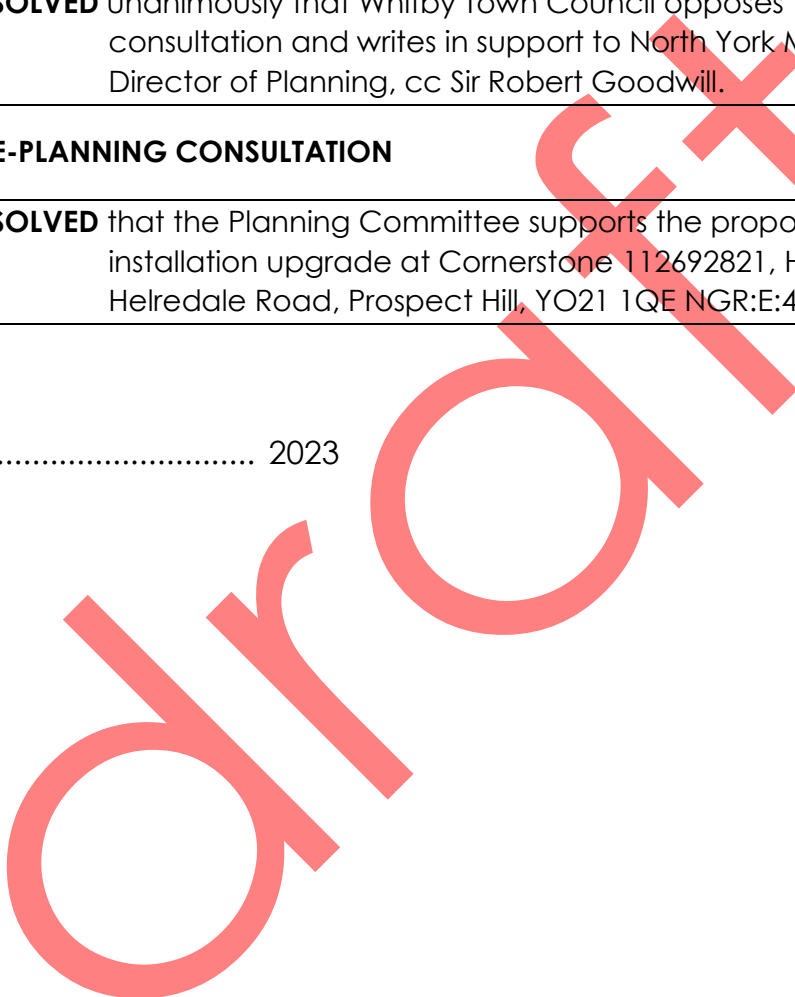 SOLVED unanimously that Whitby Town Council opposes
consultation and writes in support to North York M
Director of Planning, cc Sir Robert Goodwill.
E-PLANNING CONSULTATION
SOLVED that the Planning Committee supports the propo
installation upgrade at Cornerstone 112692821, H
Helredale Road, Prospect Hill, YO21 1QE NGR:E:4
............................ 2023
draft